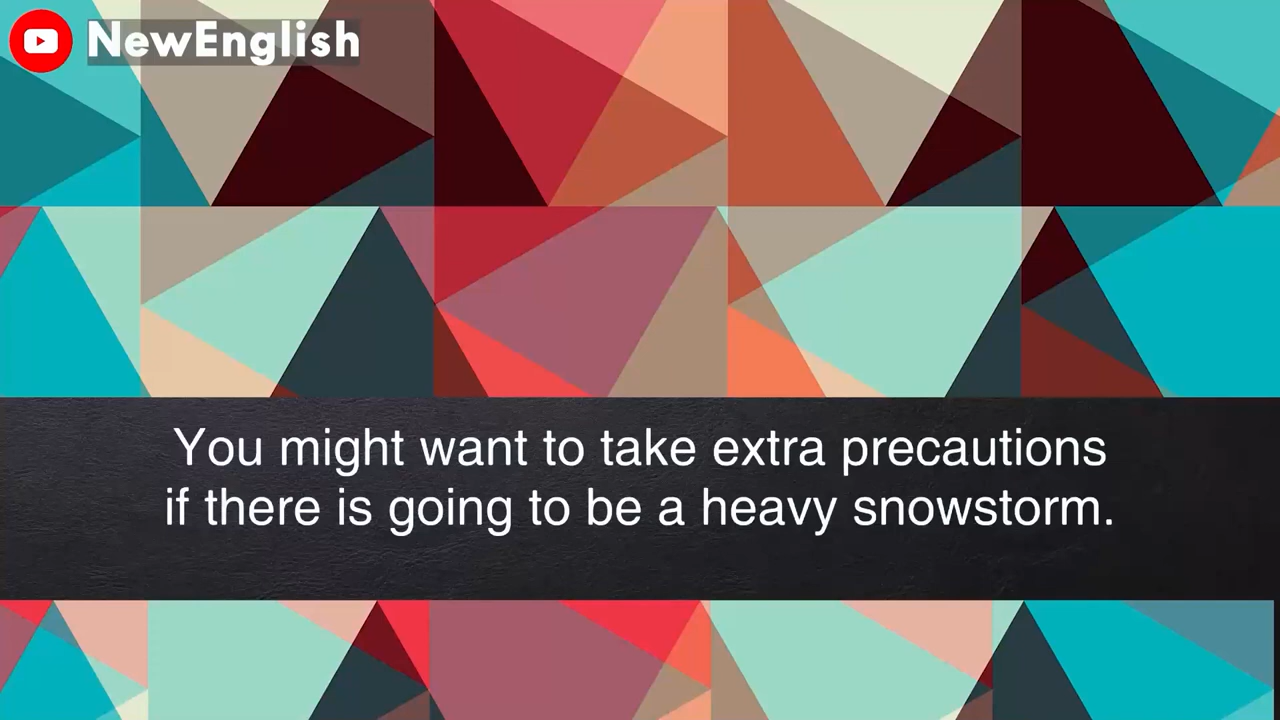 NewEnglish
You might want to take extra precautions
if there is going to be a heavy snowstorm.